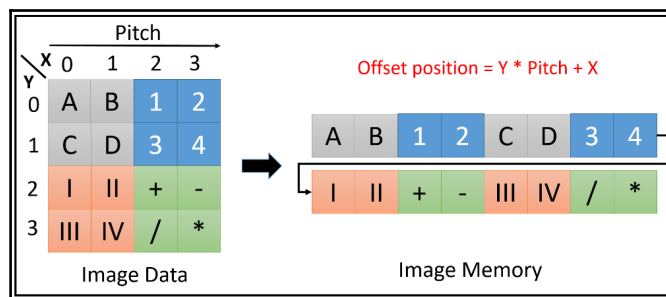 Pitch
X
Y
0 1 2 3
Offset position = Y * Pitch + X
0 A B 1 2
1 C D 3 4
2 I II + -
3 III IV / *
A B 1 2 C D 3 4
I II + - III IV / *
Image Data
Image Memory